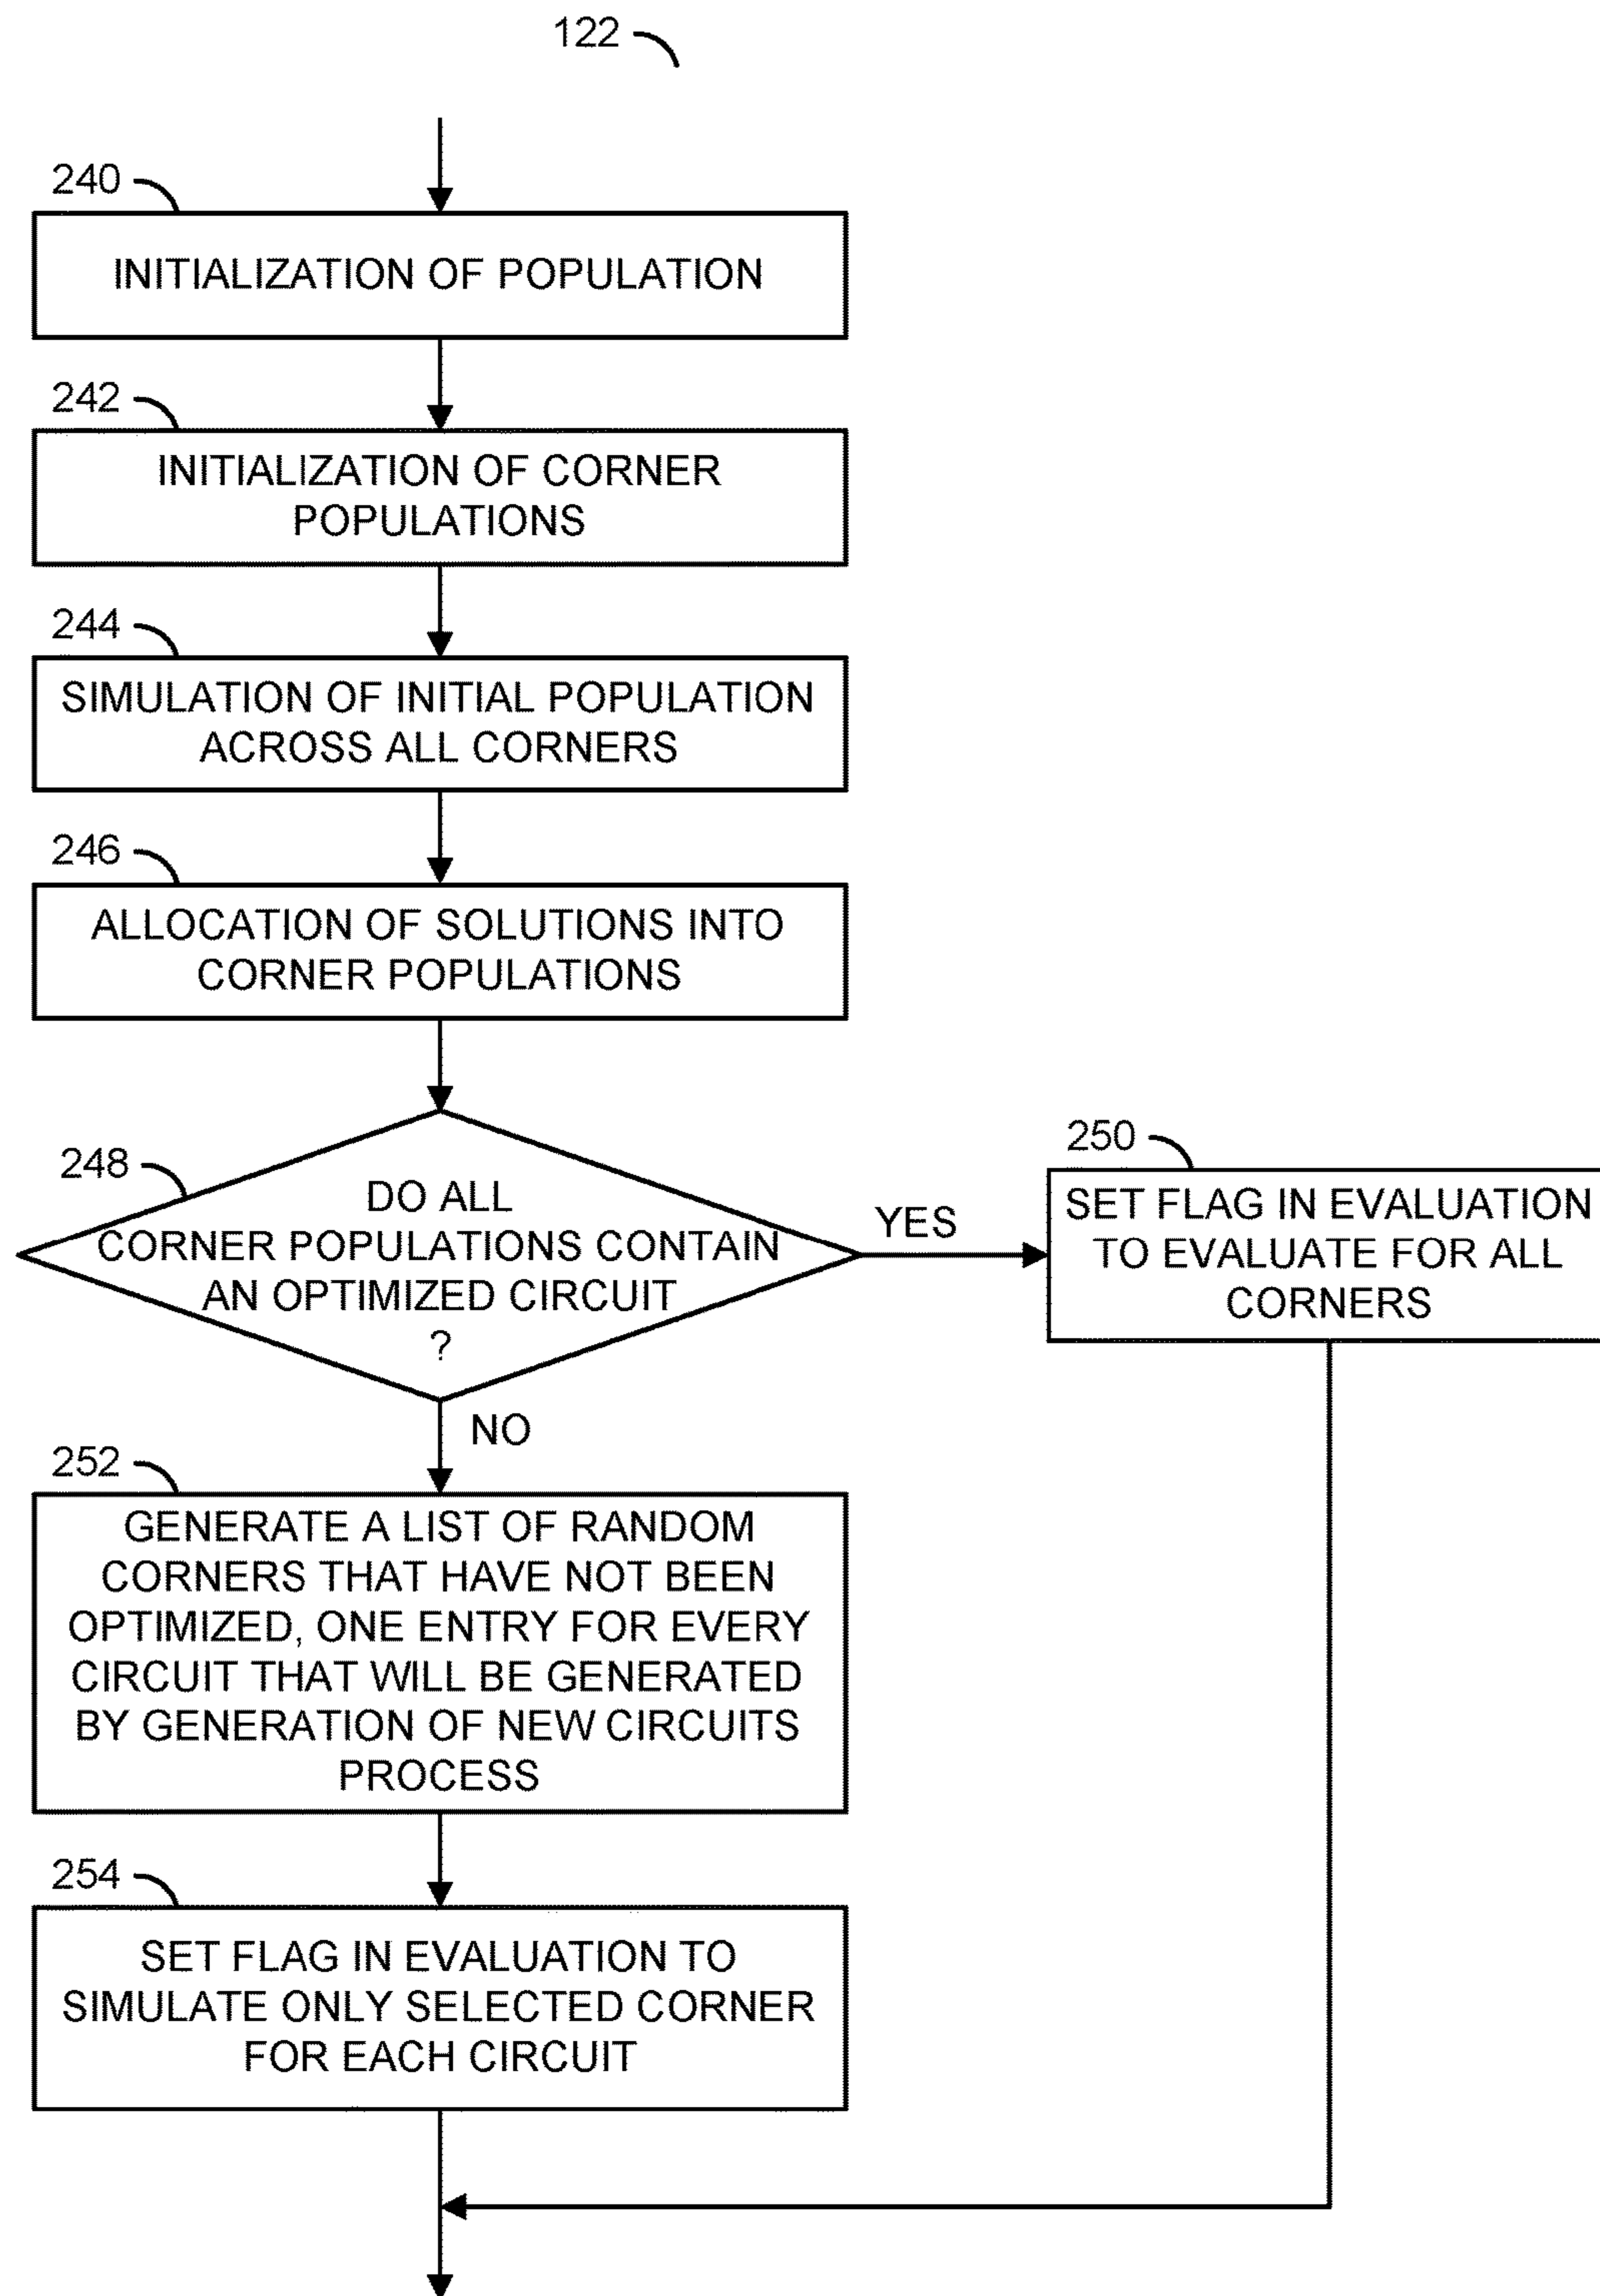 122
240
INITIALIZATION OF POPULATION
242
INITIALIZATION OF CORNER
POPULATIONS
244
SIMULATION OF INITIAL POPULATION
ACROSS ALL CORNERS
246
ALLOCATION OF SOLUTIONS INTO
CORNER POPULATIONS
248
DO ALL
CORNER POPULATIONS CONTAIN
AN OPTIMIZED CIRCUIT
?
YES
250
SET FLAG IN EVALUATION
TO EVALUATE FOR ALL
CORNERS
NO
252
GENERATE A LIST OF RANDOM
CORNERS THAT HAVE NOT BEEN
OPTIMIZED, ONE ENTRY FOR EVERY
CIRCUIT THAT WILL BE GENERATED
BY GENERATION OF NEW CIRCUITS
PROCESS
254
SET FLAG IN EVALUATION TO
SIMULATE ONLY SELECTED CORNER
FOR EACH CIRCUIT